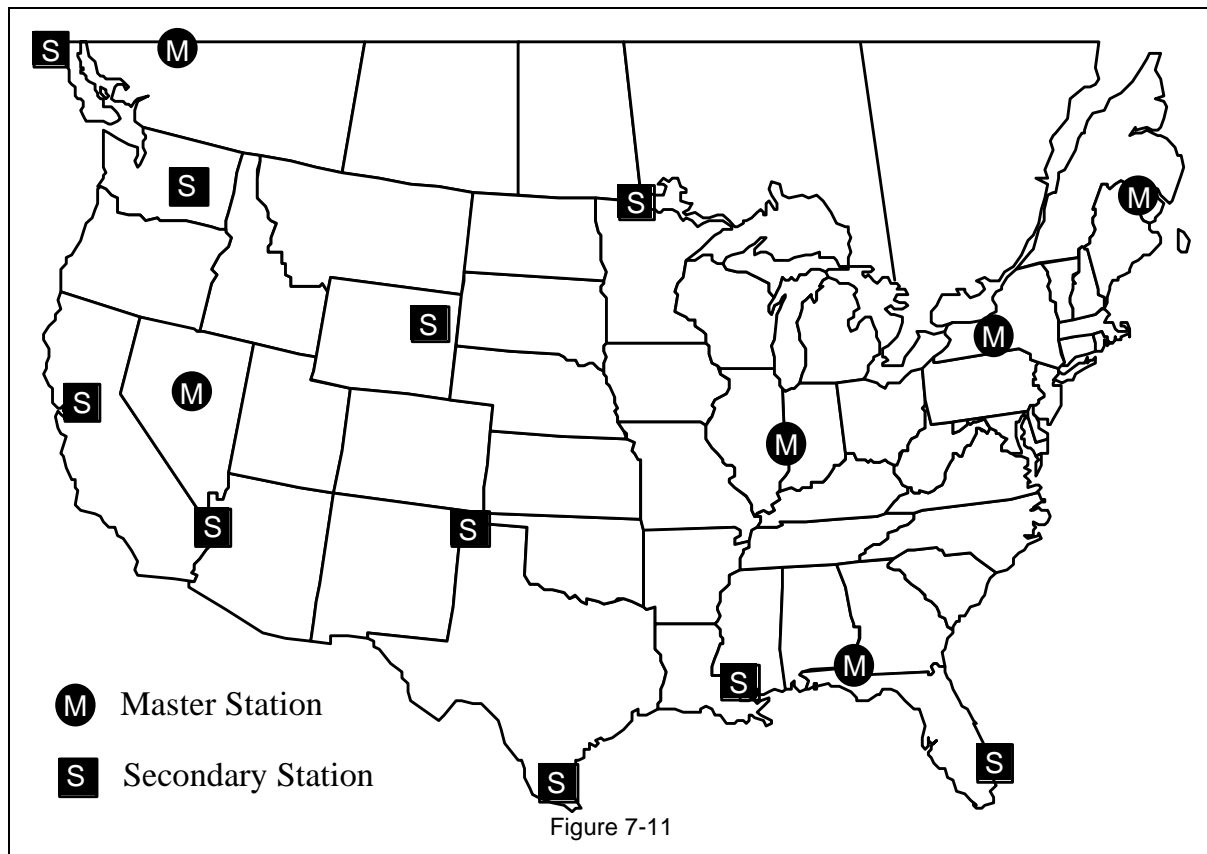 S M
S S M
S M
S M
M
S S
M
S
M Master Station
S Secondary Station S
S
Figure 7-11